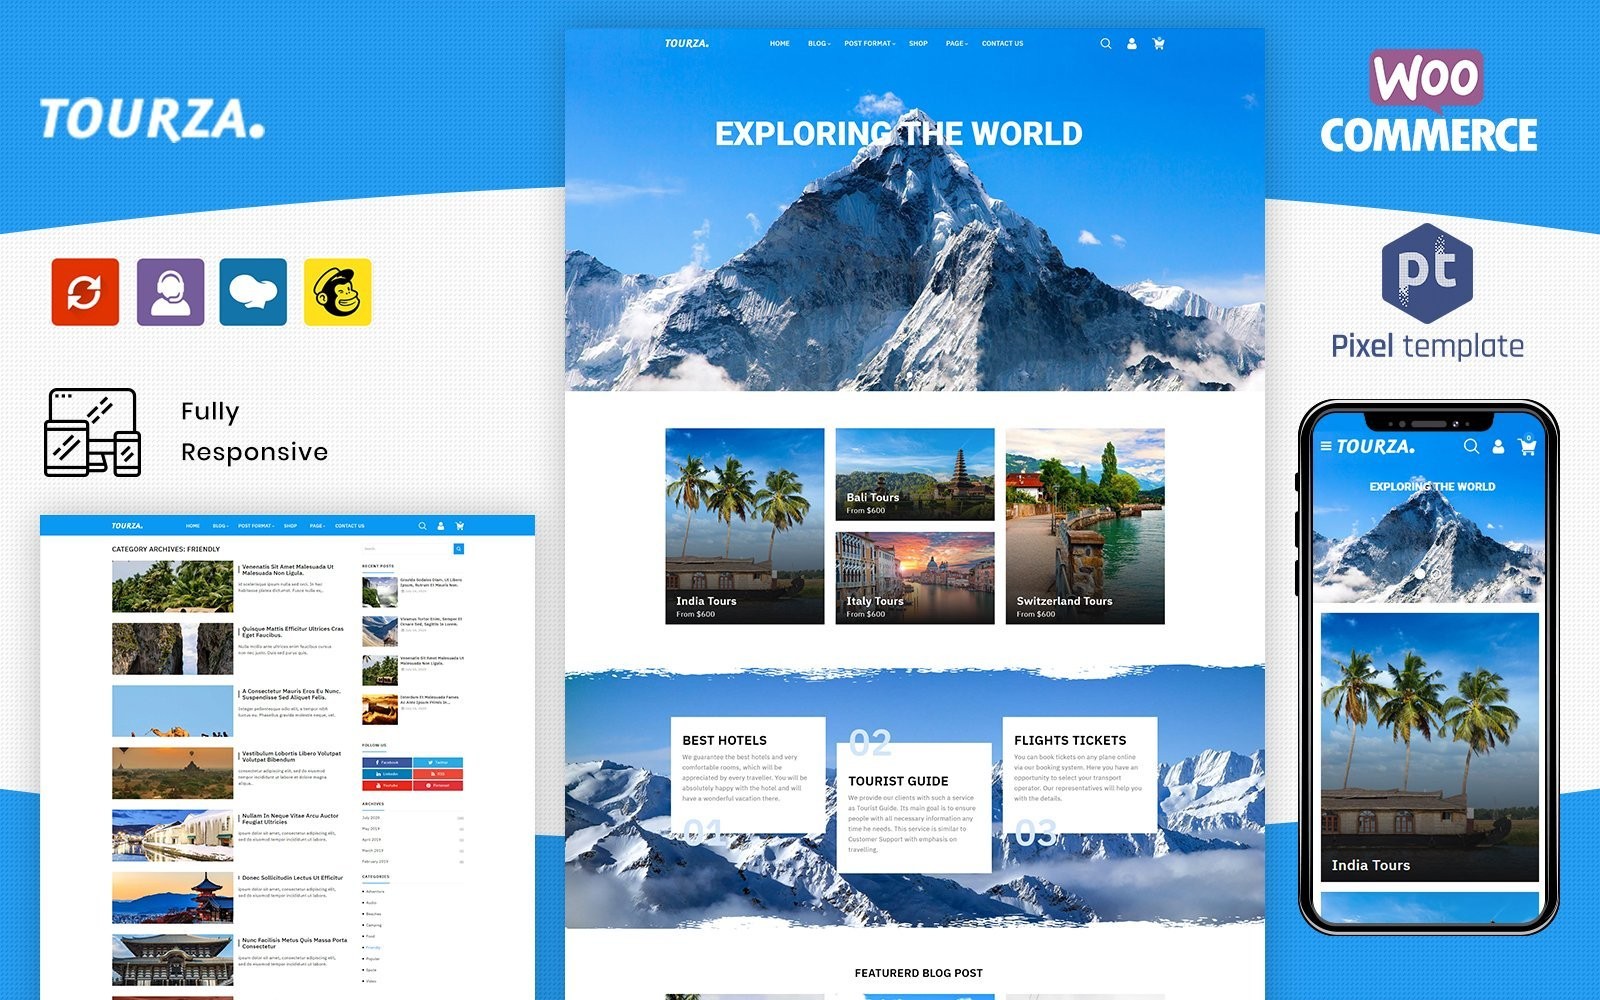 TOURZA.
Fully
Responsive
TOURZA.
HOME BLOG POST FORMAT SHOP PAGE CONTACT US
EXPLORING THE WORLD
India Tours
From $600
Bali Tours
From $600
Italy Tours
From $600
Switzerland Tours
From $600
BEST HOTELS
We guarantee the best hotels and very
comfortable rooms, which will be
appreciated by every traveller. You will be
absolutely happy with the hotel and will
have a wonderful vacation there.
01
02
TOURIST GUIDE
We provide our clients with such a service
as Tourist Guide. Its main goal is to ensure
people with all necessary information any
time he needs. This service is similar to
Customer Support with emphasis on
travelling.
FLIGHTS TICKETS
You can book tickets on any plane online
via our booking system. Here you have an
opportunity to select your transport
operator. Our representatives will help you
with the details.
03
FEATURERD BLOG POST
WOO
COMMERCE
pt
Pixel template
TOURZA.
0
EXPLORING THE WORLD
India Tours
TOURZA.
HOME BLOG POST FORMAT SHOP PAGE CONTACT US
CATEGORY ARCHIVES: FRIENDLY
Venenatis Sit Amet Malesuada Ut
Malesuada Non Ligula.
Quisque Mattis Efficitur Ultrices Cras
Eget Faucibus.
A Consectetur Mauris Eros Eu Nunc.
Suspendisse Sed Aliquet Felis.
Vestibulum Lobortis Libero Volutpat
Volutpat Bibendum
Nullam In Neque Vitae Arcu Auctor
Feugiat Ultricies
Donec Sollicitudin Lectus Ut Efficitur
Nunc Facilisis Metus Quis Massa Porta
Consectetur
RECENT POSTS
FOLLOW US
Facebook
Twitter
Linkedin
RSS
Youtube
Pinterest
ARCHIVES
July 2019
May 2019
April 2019
March 2019
February 2019
CATEGORIES
Adventure
Audio
Beaches
Camping
Food
Friendly
Popular
Space
Video